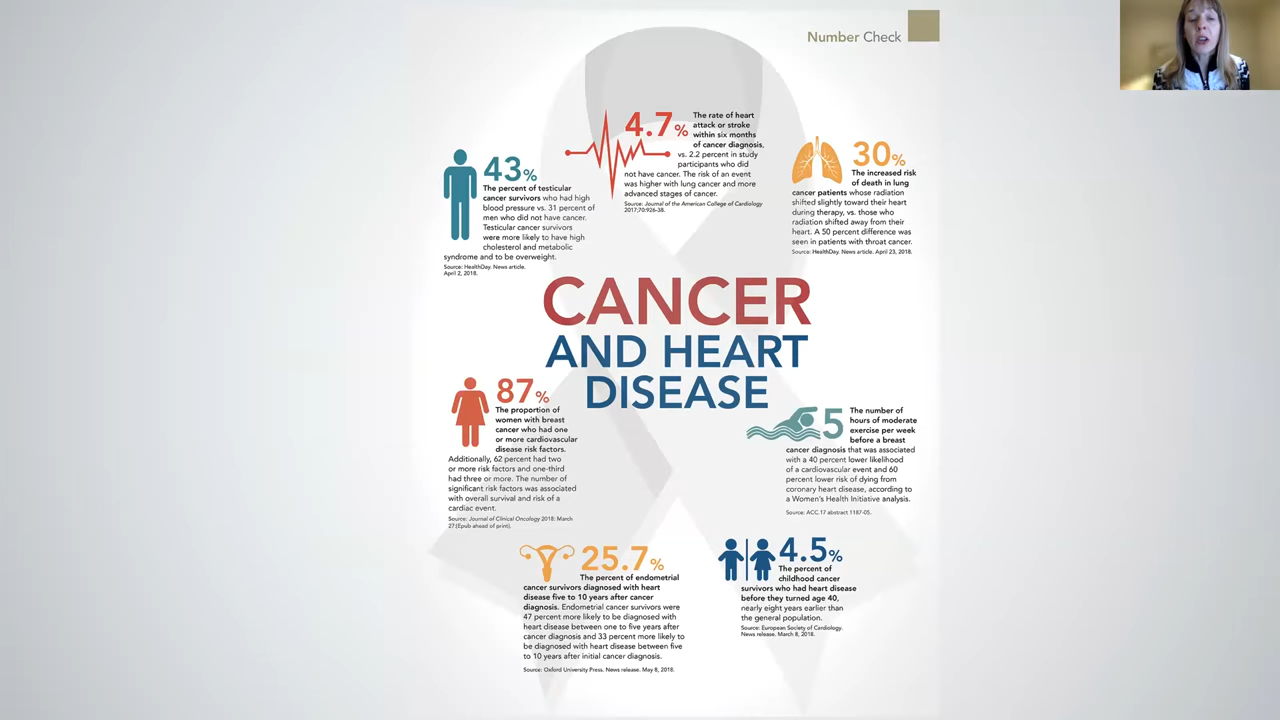 Number Check
4.7%
The rate of heart
attack or stroke
within six months
of cancer diagnosis,
vs. 2.2 percent in study
participants who did
not have cancer. The risk of an event
was higher with lung cancer and more
advanced stages of cancer.
Source: Journal of the American College of Cardiology
2017;70:926-38.
43%
The percent of testicular
cancer survivors who had high
blood pressure vs. 31 percent of
men who did not have cancer.
Testicular cancer survivors
were more likely to have high
cholesterol and metabolic
syndrome and to be overweight.
Source: HealthDay. News article.
April 2, 2018.
30%
The increased risk
of death in lung
cancer patients whose radiation
shifted slightly toward their heart
during therapy, vs. those who
radiation shifted away from their
heart. A 50 percent difference was
seen in patients with throat cancer.
Source: HealthDay. News article. April 23, 2018.
CANCER
AND HEART
DISEASE
87%
The proportion of
women with breast
cancer who had one
or more cardiovascular
disease risk factors.
Additionally, 62 percent had two
or more risk factors and one-third
had three or more. The number of
significant risk factors was associated
with overall survival and risk of a
cardiac event.
Source: Journal of Clinical Oncology 2018: March
27 [Epub ahead of print].
5
The number of
hours of moderate
exercise per week
before a breast
cancer diagnosis that was associated
with a 40 percent lower likelihood
of a cardiovascular event and 60
percent lower risk of dying from
coronary heart disease, according to
a Women's Health Initiative analysis.
Source: ACC.17 abstract 1187-05.
25.7%
The percent of endometrial
cancer survivors diagnosed with heart
disease five to 10 years after cancer
diagnosis. Endometrial cancer survivors were
47 percent more likely to be diagnosed with
heart disease between one to five years after
cancer diagnosis and 33 percent more likely to
be diagnosed with heart disease between five
to 10 years after initial cancer diagnosis.
Source: Oxford University Press. News release. May 8, 2018.
4.5%
The percent of
childhood cancer
survivors who had heart disease
before they turned age 40,
nearly eight years earlier than
the general population.
Source: European Society of Cardiology.
News release. March 8, 2018.